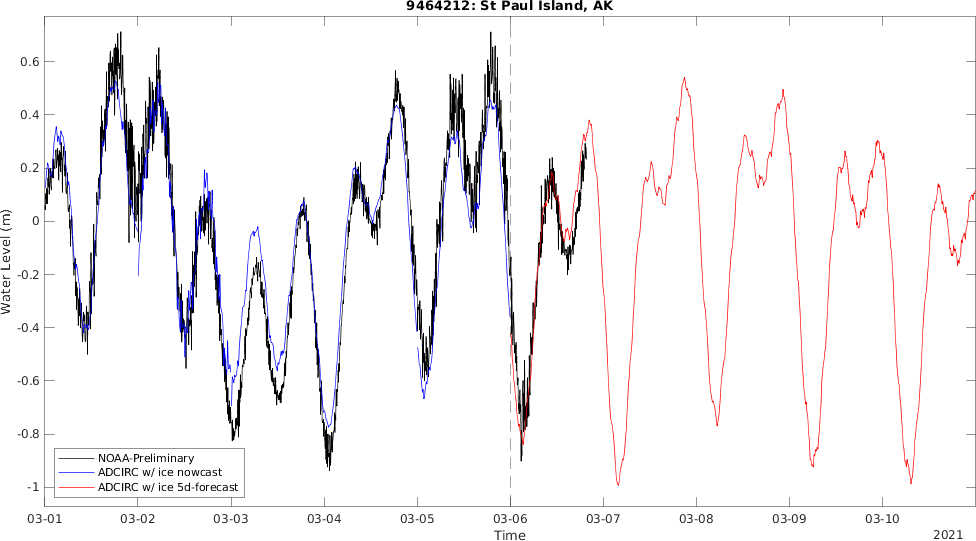 9464212: St Paul Island, AK
Water Level (m)
0.6
0.4
0.2
0
-0.2
-0.4
-0.6
-0.8
-1
NOAA-Preliminary
ADCIRC w/ ice nowcast
ADCIRC w/ ice 5d-forecast
03-01 03-02 03-03 03-04 03-05 03-06 03-07 03-08 03-09 03-10
Time
2021